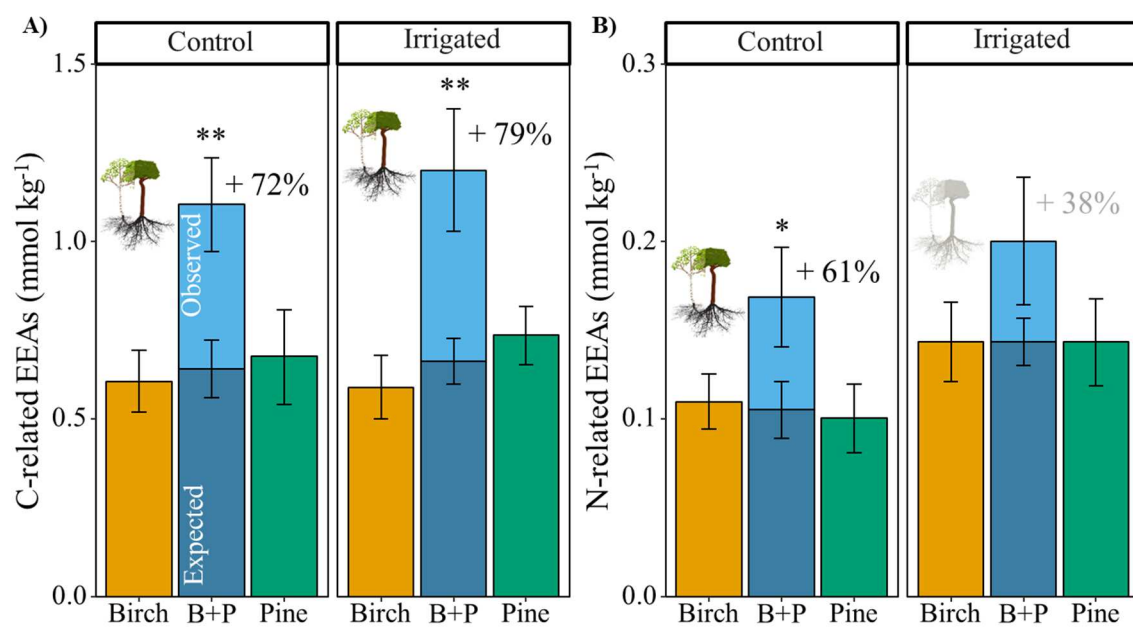 A)
Control
Irrigated
C-related EEAs (mmol kg⁻¹)
1.5
1.0
0.5
0.0
**
+ 72%
Observed
Expected
**
+ 79%
Birch B+P Pine
Birch B+P Pine
B)
Control
Irrigated
N-related EEAs (mmol kg⁻¹)
0.3
0.2
0.1
0.0
*
+ 61%
+ 38%
Birch B+P Pine
Birch B+P Pine